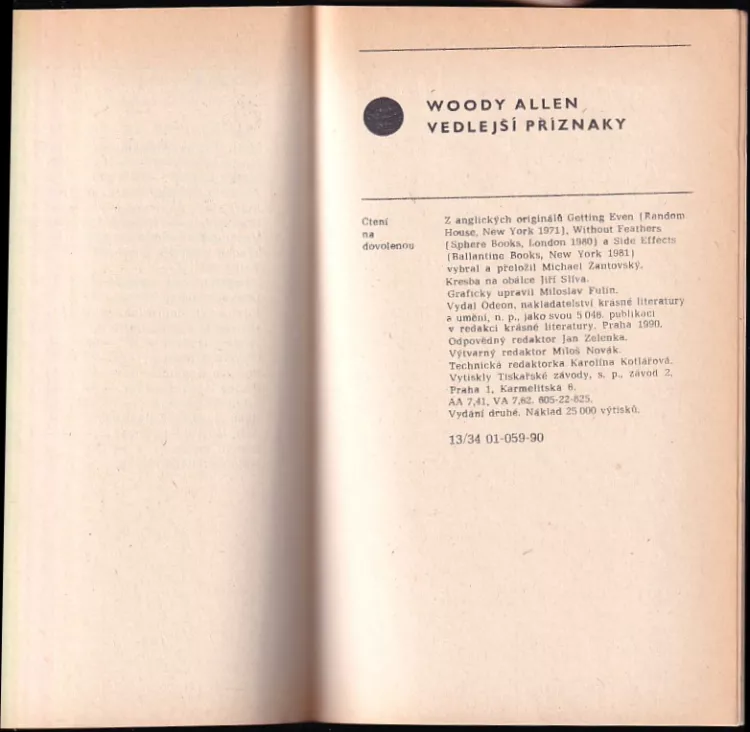 WOODY ALLEN
VEDLEJŠÍ PŘÍZNAKY
Čtení
na
dovolenou
Z anglických originálů Getting Even (Random
House, New York 1971), Without Feathers
(Sphere Books, London 1980) a Side Effects
(Ballantine Books, New York 1981)
vybral a přeložil Michael Žantovský.
Kresba na obálce Jiří Slíva.
Graficky upravil Miloslav Fulín.
Vydal Odeon, nakladatelství krásné literatury
a umění, n. p., jako svou 5 046. publikaci
v redakci krásné literatury. Praha 1990.
Odpovědný redaktor Jan Zelenka.
Výtvarný redaktor Miloš Novák.
Technická redaktorka Karolína Kotlářová.
Vytiskly Tiskařské závody, s. p., závod 2,
Praha 1, Karmelitská 6.
AA 7,41, VA 7,62. 605-22-825.
Vydání druhé. Náklad 25 000 výtisků.
13/34 01-059-90